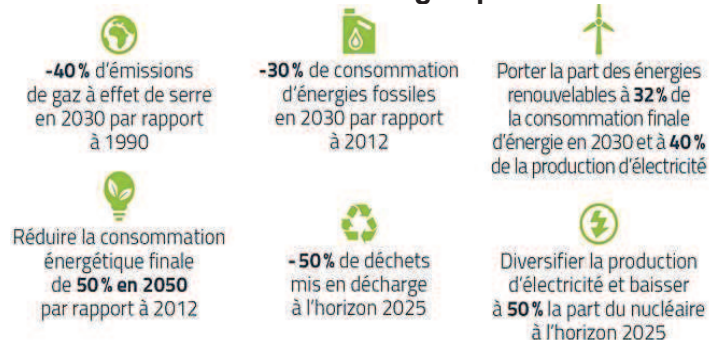 -40% d'émissions
de gaz à effet de serre
en 2030 par rapport
à 1990
-30% de consommation
d'énergies fossiles
en 2030 par rapport
à 2012
Porter la part des énergies
renouvelables à 32% de
la consommation finale
d'énergie en 2030 et à 40%
de la production d'électricité
Réduire la consommation
énergétique finale
de 50% en 2050
par rapport à 2012
-50% de déchets
mis en décharge
à l'horizon 2025
Diversifier la production
d'électricité et baisser
à 50% la part du nucléaire
à l'horizon 2025